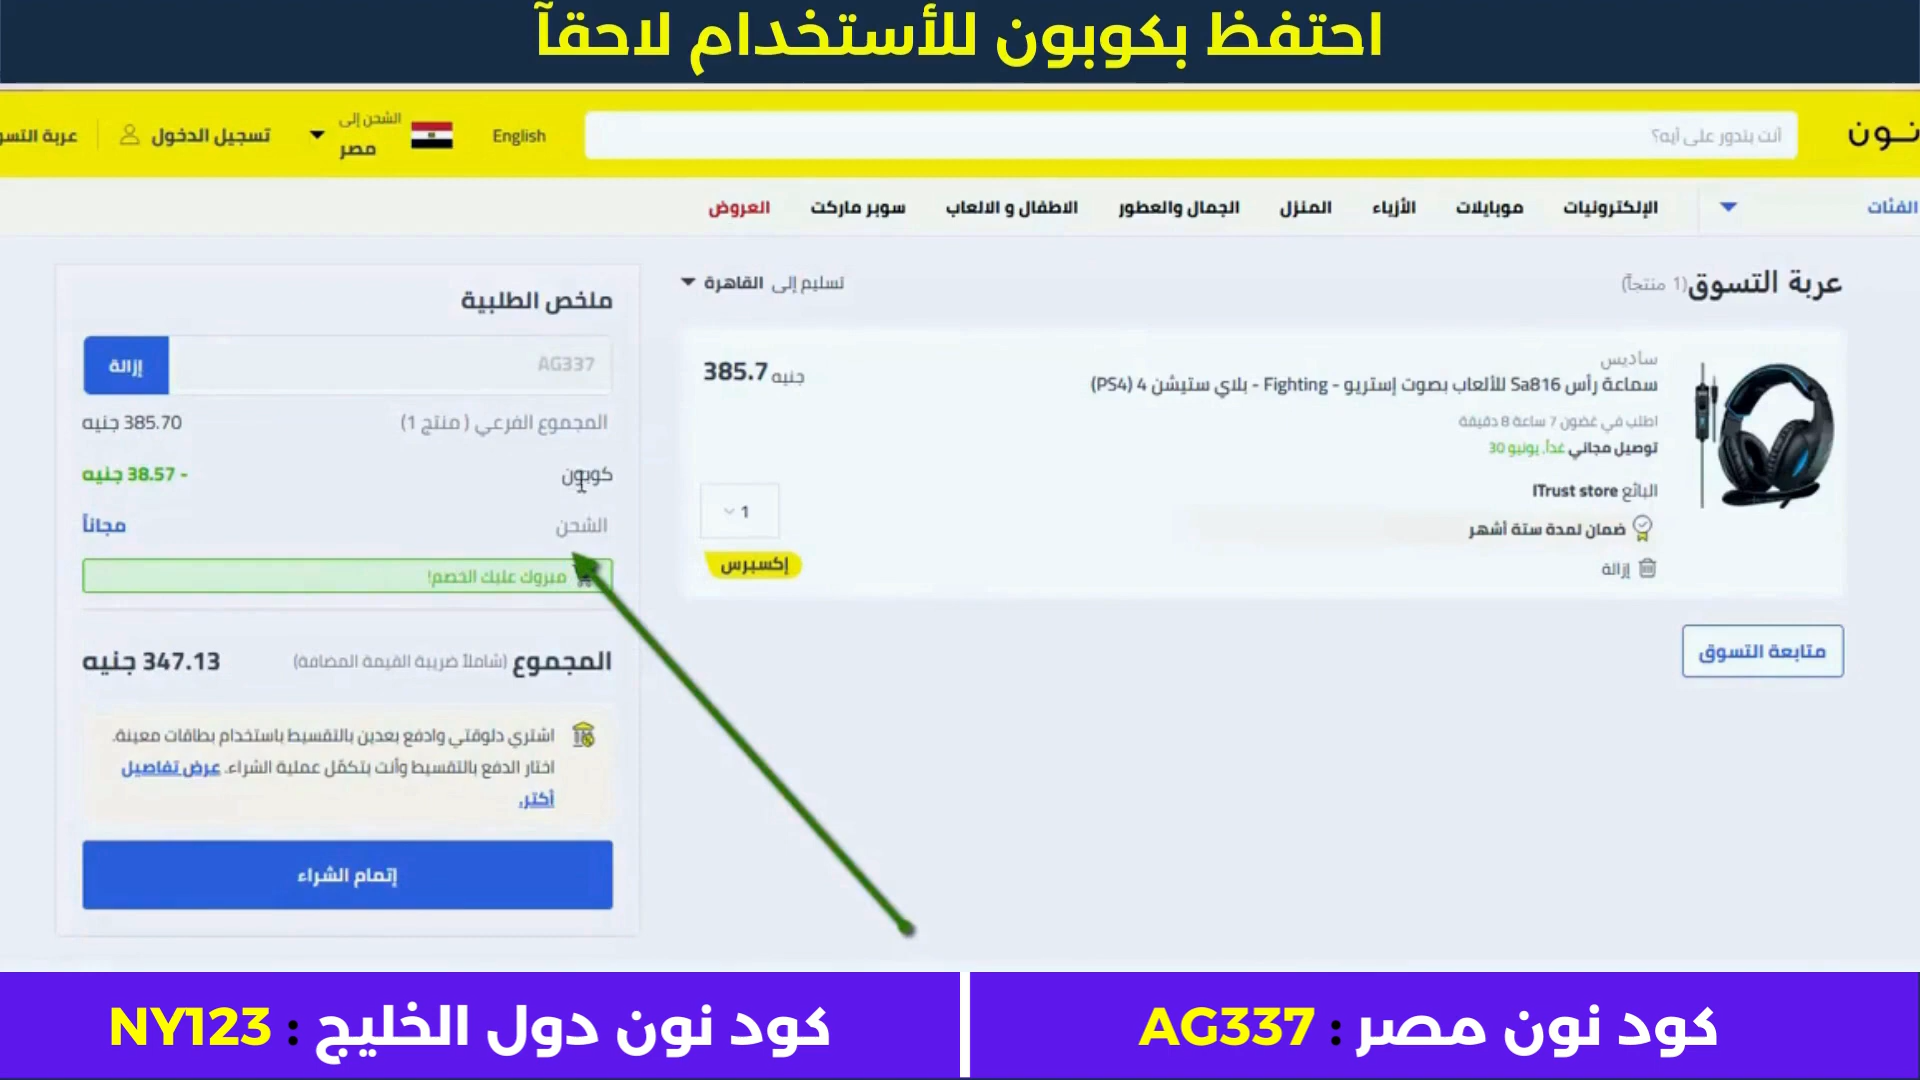 احتفظ بكوبون للأستخدام لاحقآ
نـون
أنت بتدور على أيه؟
English
الشحن إلى
مصر
تسجيل الدخول
عربة التسو
الفئات
الإلكترونيات
موبايلات
الأزياء
المنزل
الجمال والعطور
الاطفال و الالعاب
سوبر ماركت
العروض
عربة التسوق (1 منتجاً)
تسليم إلى القاهرة
ساديس
سماعة رأس Sa816 للألعاب بصوت إستريو - Fighting - بلاي ستيشن 4 (PS4)
جنيه 385.7
اطلب في غضون 7 ساعة 8 دقيقة
توصيل مجاني غداً, يونيو 30
البائع ITrust store
ضمان لمدة ستة أشهر
إزالة
1
إكسبرس
متابعة التسوق
ملخص الطلبية
AG337
إزالة
المجموع الفرعي ( منتج 1) 385.70 جنيه
كوبون - 38.57 جنيه
الشحن مجاناً
مبروك عليك الخصم!
المجموع (شاملاً ضريبة القيمة المضافة) 347.13 جنيه
اشتري دلوقتي وادفع بعدين بالتقسيط باستخدام بطاقات معينة.
اختار الدفع بالتقسيط وأنت بتكمّل عملية الشراء. عرض تفاصيل
أكتر.
إتمام الشراء
كود نون مصر : AG337
كود نون دول الخليج : NY123